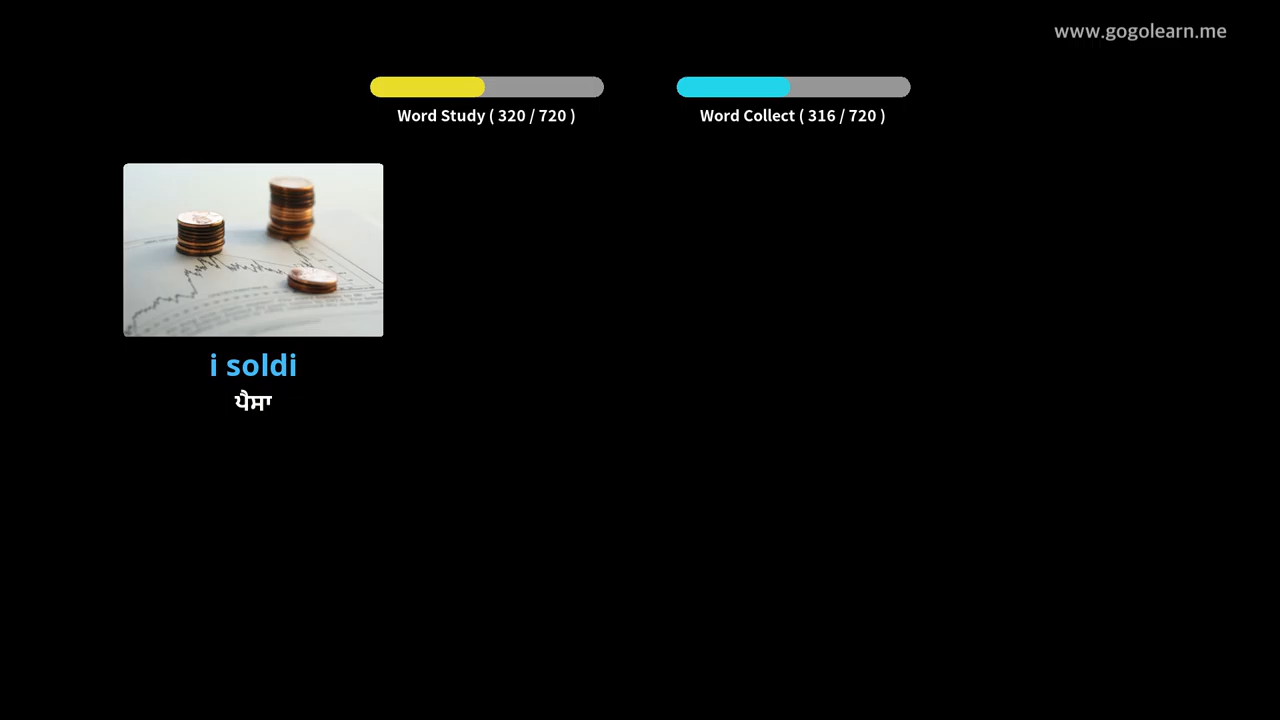 www.gogolearn.me
Word Study ( 320 / 720 )
Word Collect ( 316 / 720 )
i soldi
ਪੈਸਾ